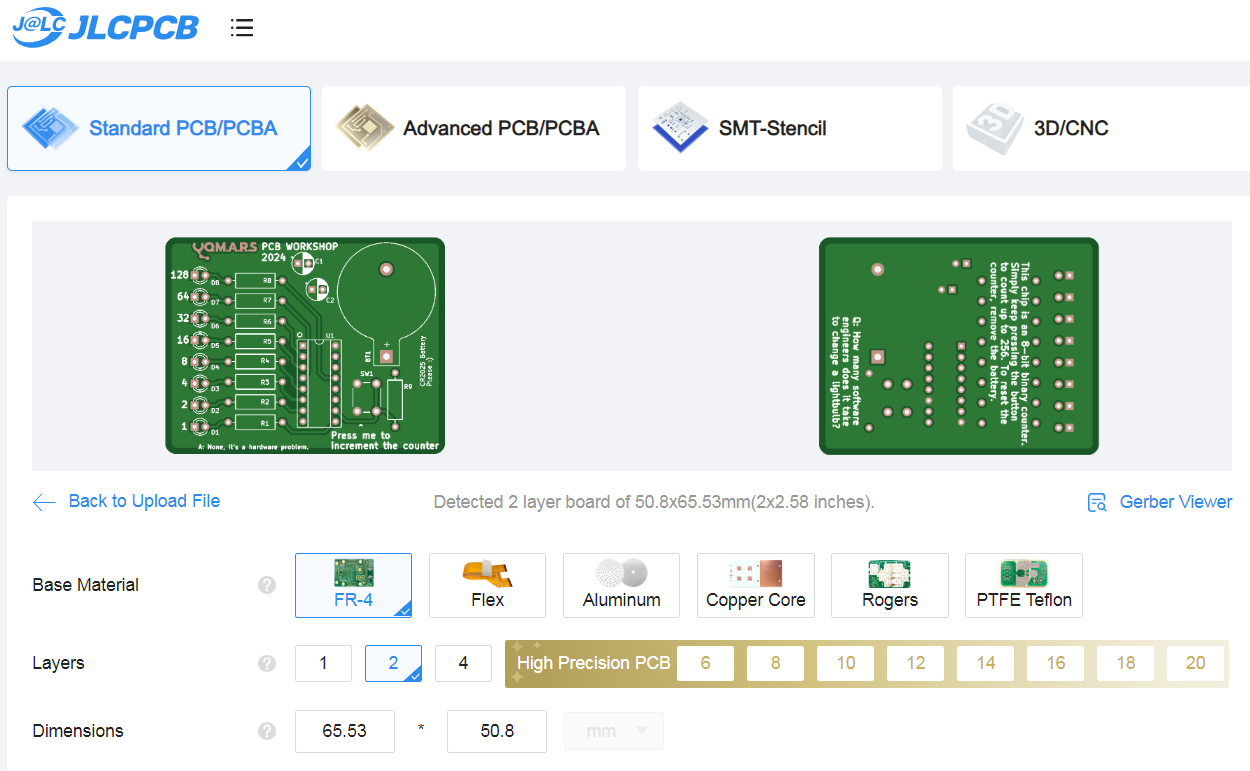 J@LC JLCPCB
Standard PCB/PCBA
Advanced PCB/PCBA
SMT-Stencil
3D/CNC
YQM.A.R.S PCB WORKSHOP
2024
C1
C2
128
D8
R8
64
D7
R7
32
D6
R6
16
D5
R5
8
D4
R4
4
D3
R3
2
D2
R2
1
D1
R1
U1
BT1
+
SW1
R9
CR2025 Battery
Please :)
Press me to
increment the counter
A: None, it's a hardware problem.
This chip is an 8-bit binary counter.
Simply keep pressing the button
to count up to 256. To reset the
counter, remove the battery.
Q: How many software
engineers does it take
to change a lightbulb?
Back to Upload File
Detected 2 layer board of 50.8x65.53mm(2x2.58 inches).
Gerber Viewer
Base Material
?
FR-4
Flex
Aluminum
Copper Core
Rogers
PTFE Teflon
Layers
?
1
2
4
High Precision PCB
6
8
10
12
14
16
18
20
Dimensions
?
65.53
*
50.8
mm